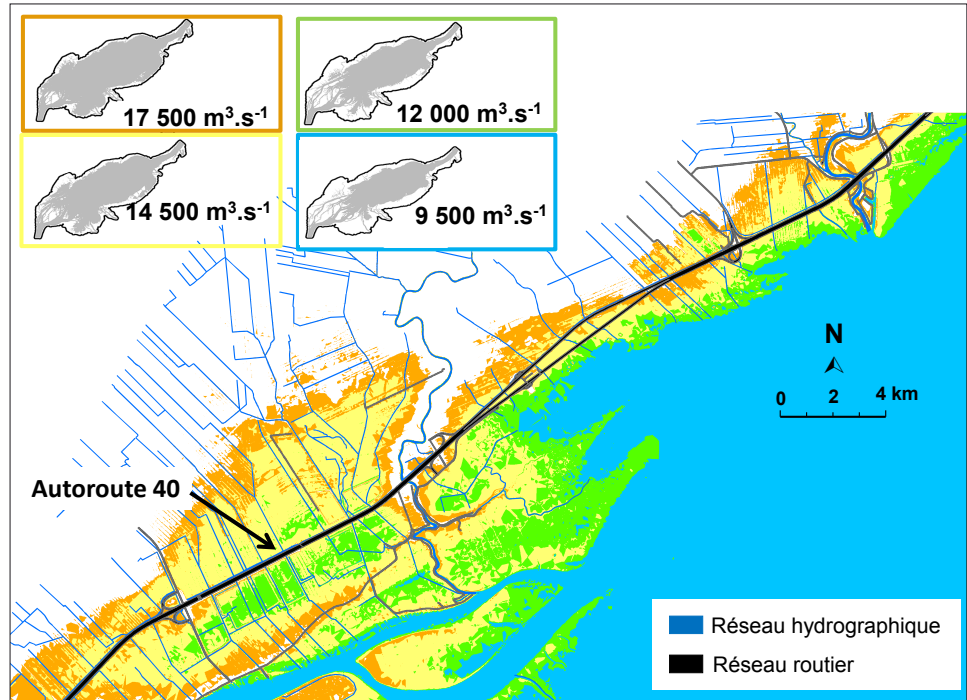 17 500 m³.s⁻¹
12 000 m³.s⁻¹
14 500 m³.s⁻¹
9 500 m³.s⁻¹
N
0 2 4 km
Autoroute 40
Réseau hydrographique
Réseau routier